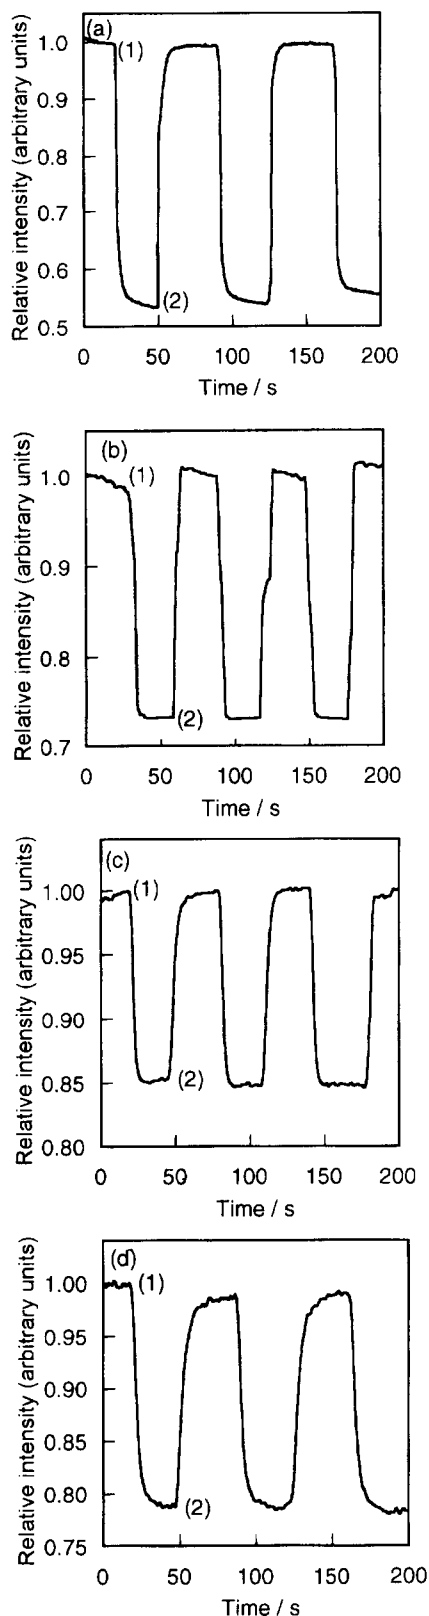 (a)
(1)
(2)
1.0
0.9
0.8
0.7
0.6
0.5
0 50 100 150 200
Time / s
Relative intensity (arbitrary units)
(b)
(1)
(2)
1.0
0.9
0.8
0.7
0 50 100 150 200
Time / s
Relative intensity (arbitrary units)
(c)
(1)
(2)
1.00
0.95
0.90
0.85
0.80
0 50 100 150 200
Time / s
Relative intensity (arbitrary units)
(d)
(1)
(2)
1.00
0.95
0.90
0.85
0.80
0.75
0 50 100 150 200
Time / s
Relative intensity (arbitrary units)